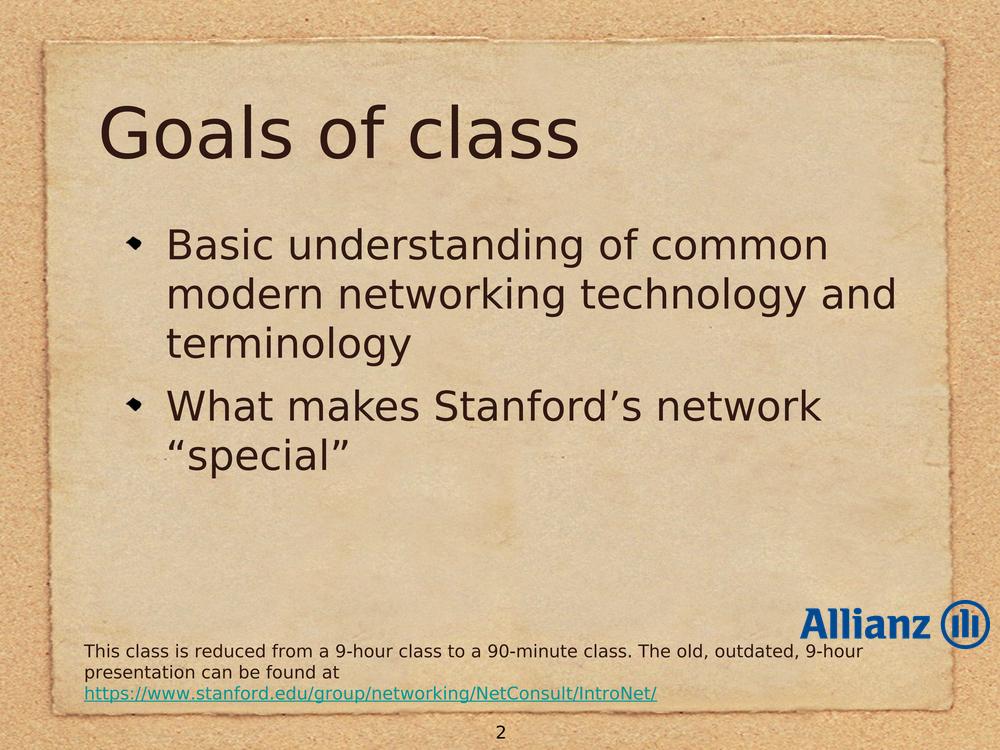 Goals of class
Basic understanding of common
modern networking technology and
terminology
What makes Stanford’s network
“special”
Allianz
This class is reduced from a 9-hour class to a 90-minute class. The old, outdated, 9-hour
presentation can be found at
https://www.stanford.edu/group/networking/NetConsult/IntroNet/
2